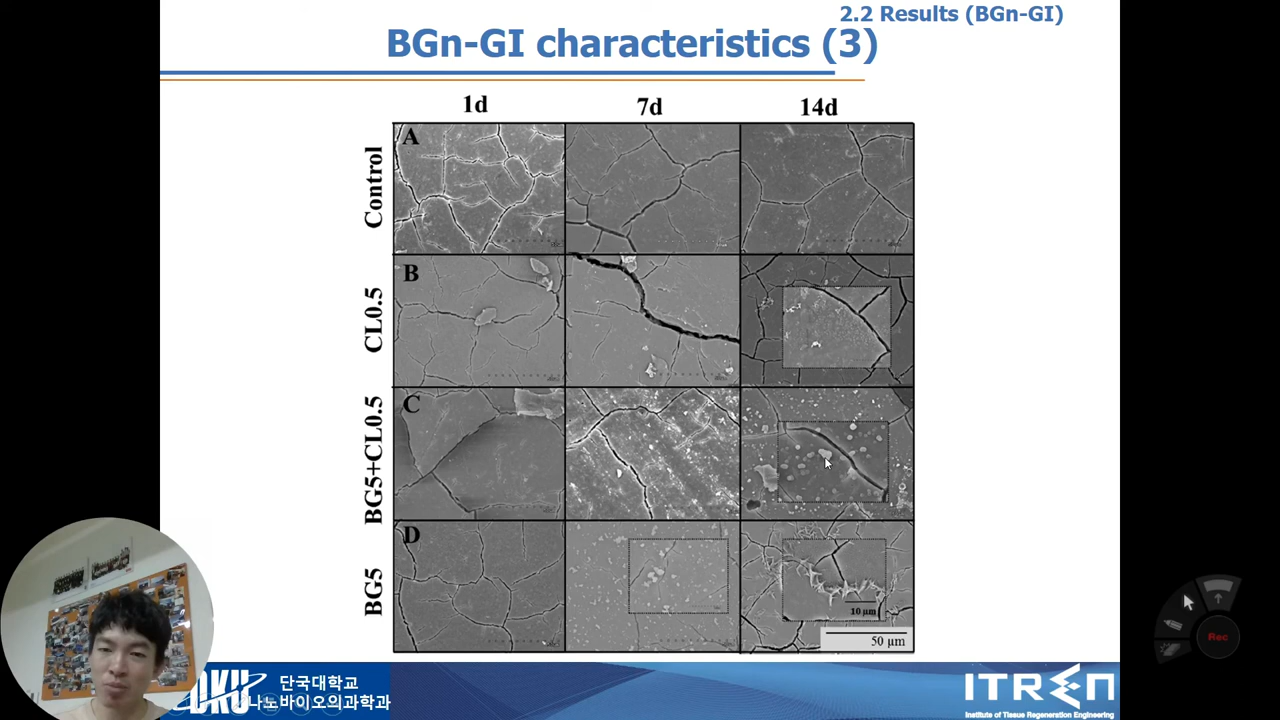 2.2 Results (BGn-GI)
BGn-GI characteristics (3)
1d
7d
14d
A
Control
B
CL0.5
C
BG5+CL0.5
D
BG5
10 µm
50 µm
Rec
DKU
단국대학교
나노바이오의과학과
ITREN
Institute of Tissue Regeneration Engineering